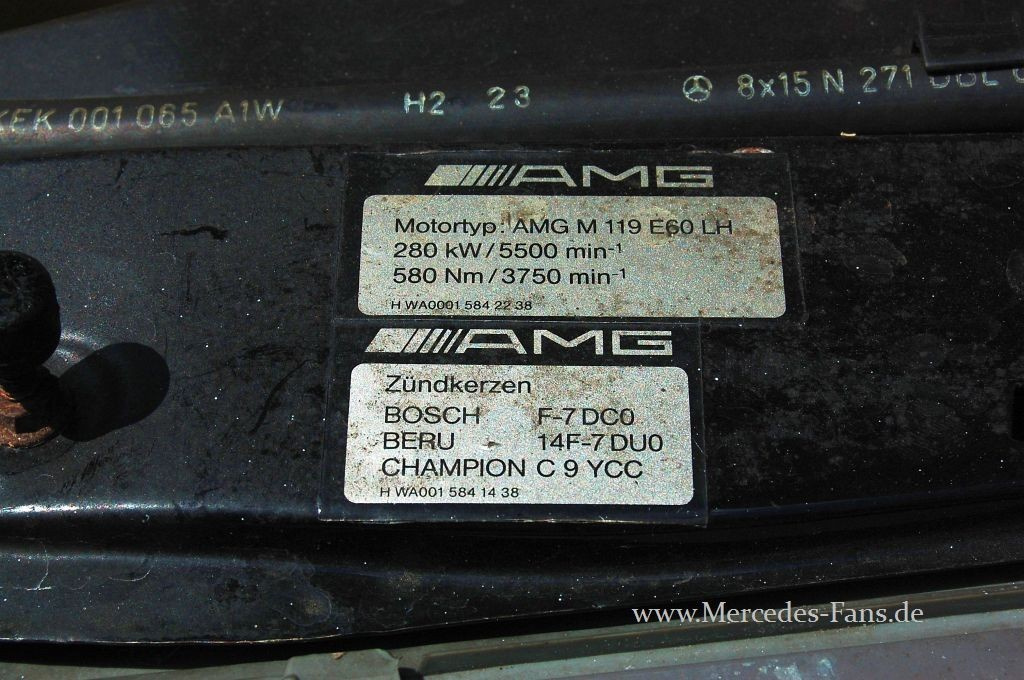 KEK 001 065 A1W H2 23 8x15 N 271
AMG
Motortyp: AMG M 119 E60 LH
280 kW/5500 min-1
580 Nm/3750 min-1
H WA0001 584 22 38
AMG
Zündkerzen
BOSCH F-7 DC0
BERU 14F-7 DU0
CHAMPION C 9 YCC
H WA001 584 14 38
www.Mercedes-Fans.de